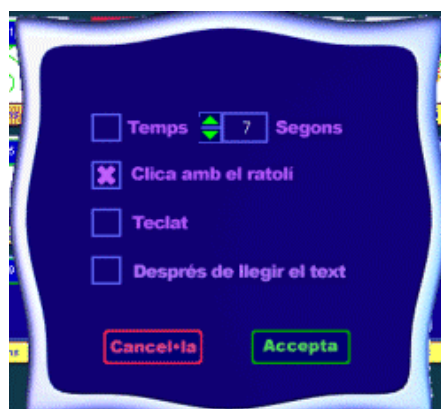 Temps 7 Segons
Clica amb el ratolí
Teclat
Després de llegir el text
Cancel·la Accepta